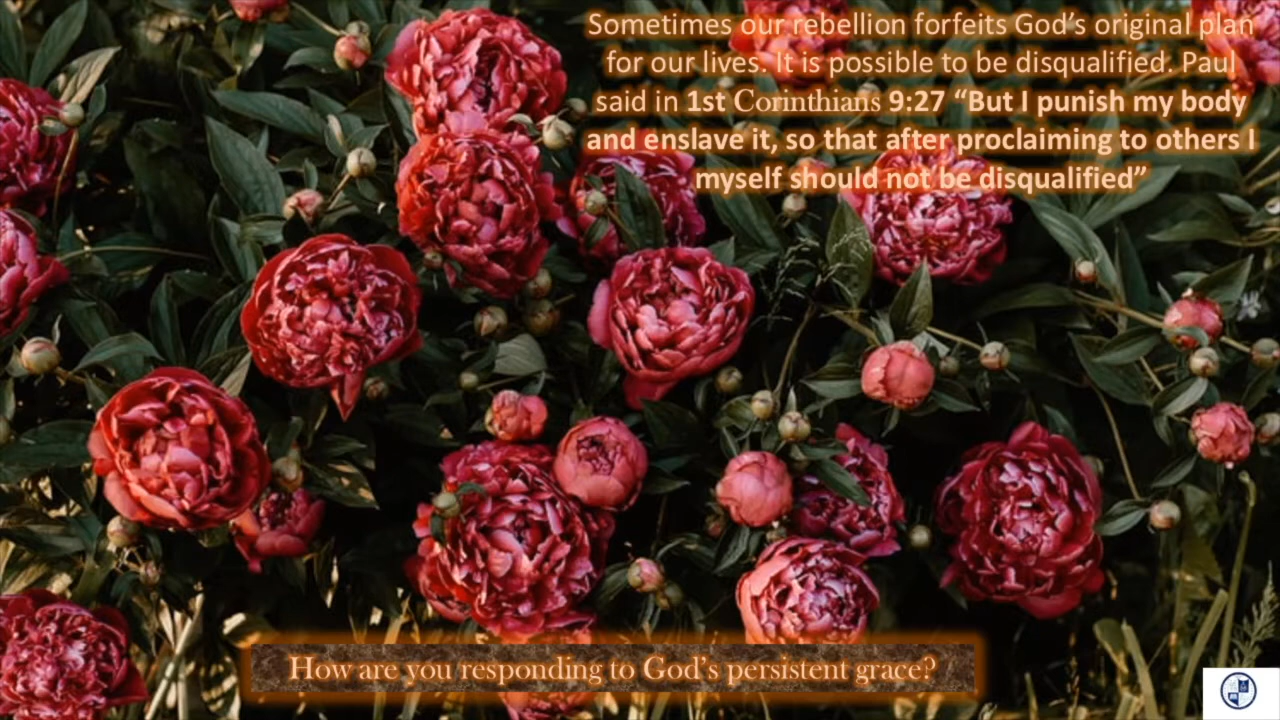 Sometimes our rebellion forfeits God’s original plan
for our lives. It is possible to be disqualified. Paul
said in 1st Corinthians 9:27 “But I punish my body
and enslave it, so that after proclaiming to others I
myself should not be disqualified”
How are you responding to God’s persistent grace?